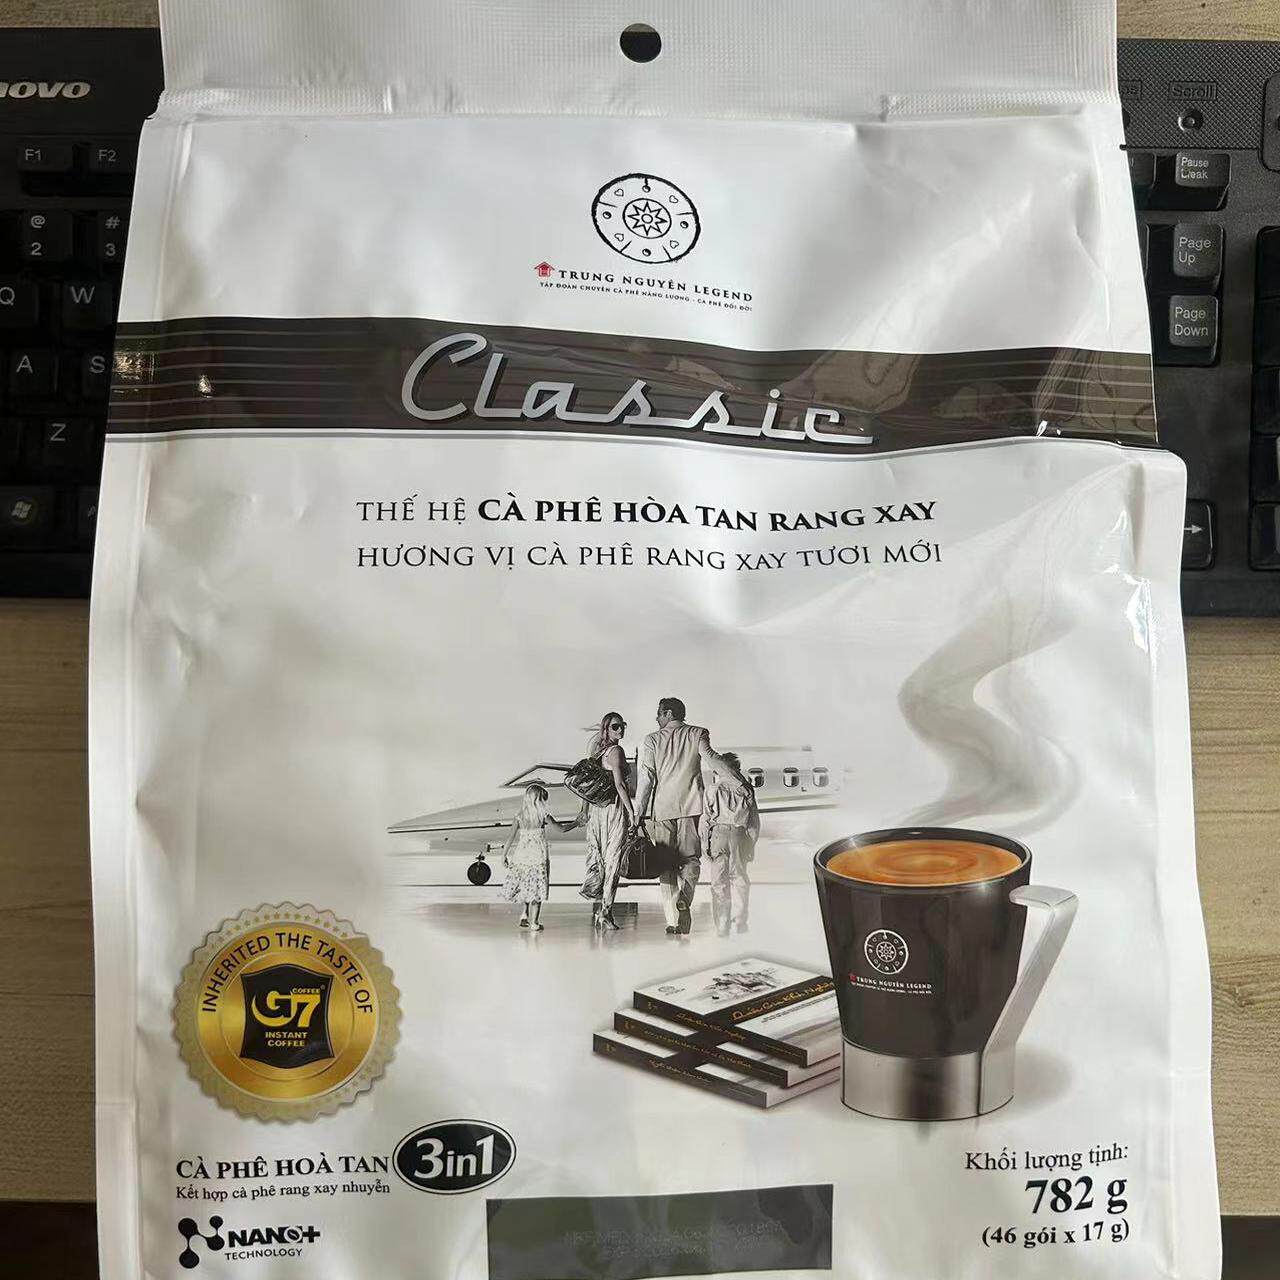 F1
F2
@
2
#
3
Q
W
A
S
Z
Scroll
Pause
Page
Up
Page
Down
TRUNG NGUYÊN LEGEND
TẬP ĐOÀN CHUYÊN CÀ PHÊ NĂNG LƯỢNG - CÀ PHÊ ĐỔI ĐỜI
Classic
THẾ HỆ CÀ PHÊ HÒA TAN RANG XAY
HƯƠNG VỊ CÀ PHÊ RANG XAY TƯƠI MỚI
TRUNG NGUYÊN LEGEND
INHERITED THE TASTE OF
G7
COFFEE
INSTANT
COFFEE
CÀ PHÊ HOÀ TAN 3in1
Kết hợp cà phê rang xay nhuyễn
NANO+
TECHNOLOGY
Khối lượng tịnh:
782 g
(46 gói x 17 g)